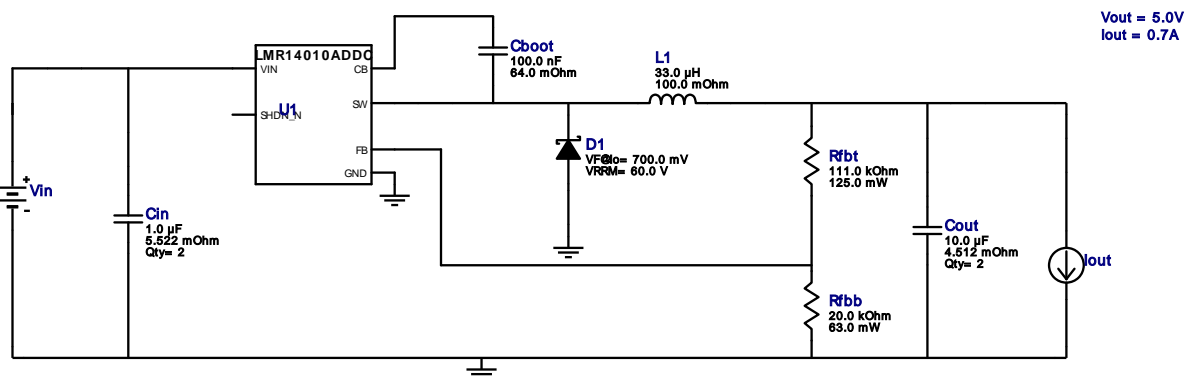 Vout = 5.0V
Iout = 0.7A
LMR14010ADDC
VIN
CB
U1
SHDN_N
SW
FB
GND
Cboot
100.0 nF
64.0 mOhm
L1
33.0 µH
100.0 mOhm
D1
= 700.0 mV
VRRM= 60.0 V
Rfbt
111.0 kOhm
125.0 mW
Vin
+
-
Cin
1.0 µF
5.522 mOhm
Qty= 2
Cout
10.0 µF
4.512 mOhm
Qty= 2
Iout
Rfbb
20.0 kOhm
63.0 mW